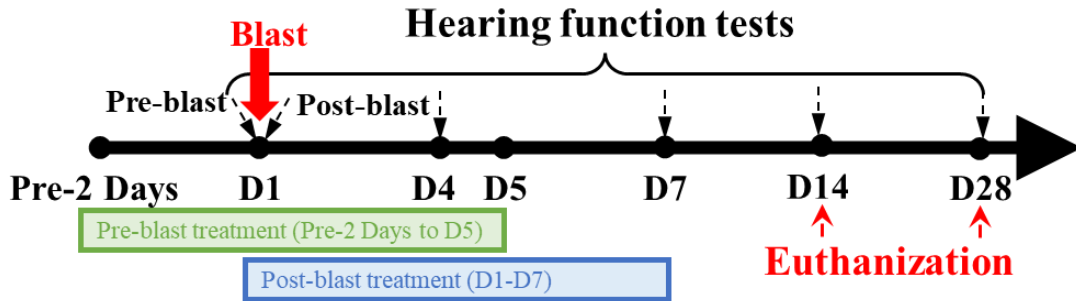 Hearing function tests
Blast
Pre-blast
Post-blast
Pre-2 Days
D1
D4
D5
D7
D14
D28
Pre-blast treatment (Pre-2 Days to D5)
Post-blast treatment (D1-D7)
Euthanization